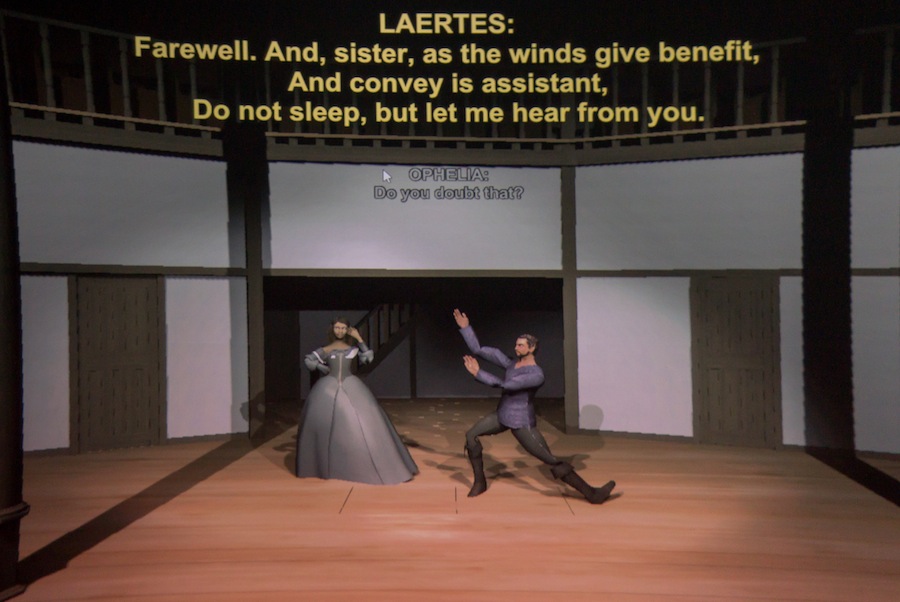 LAERTES:
Farewell. And, sister, as the winds give benefit,
And convey is assistant,
Do not sleep, but let me hear from you.
OPHELIA:
Do you doubt that?